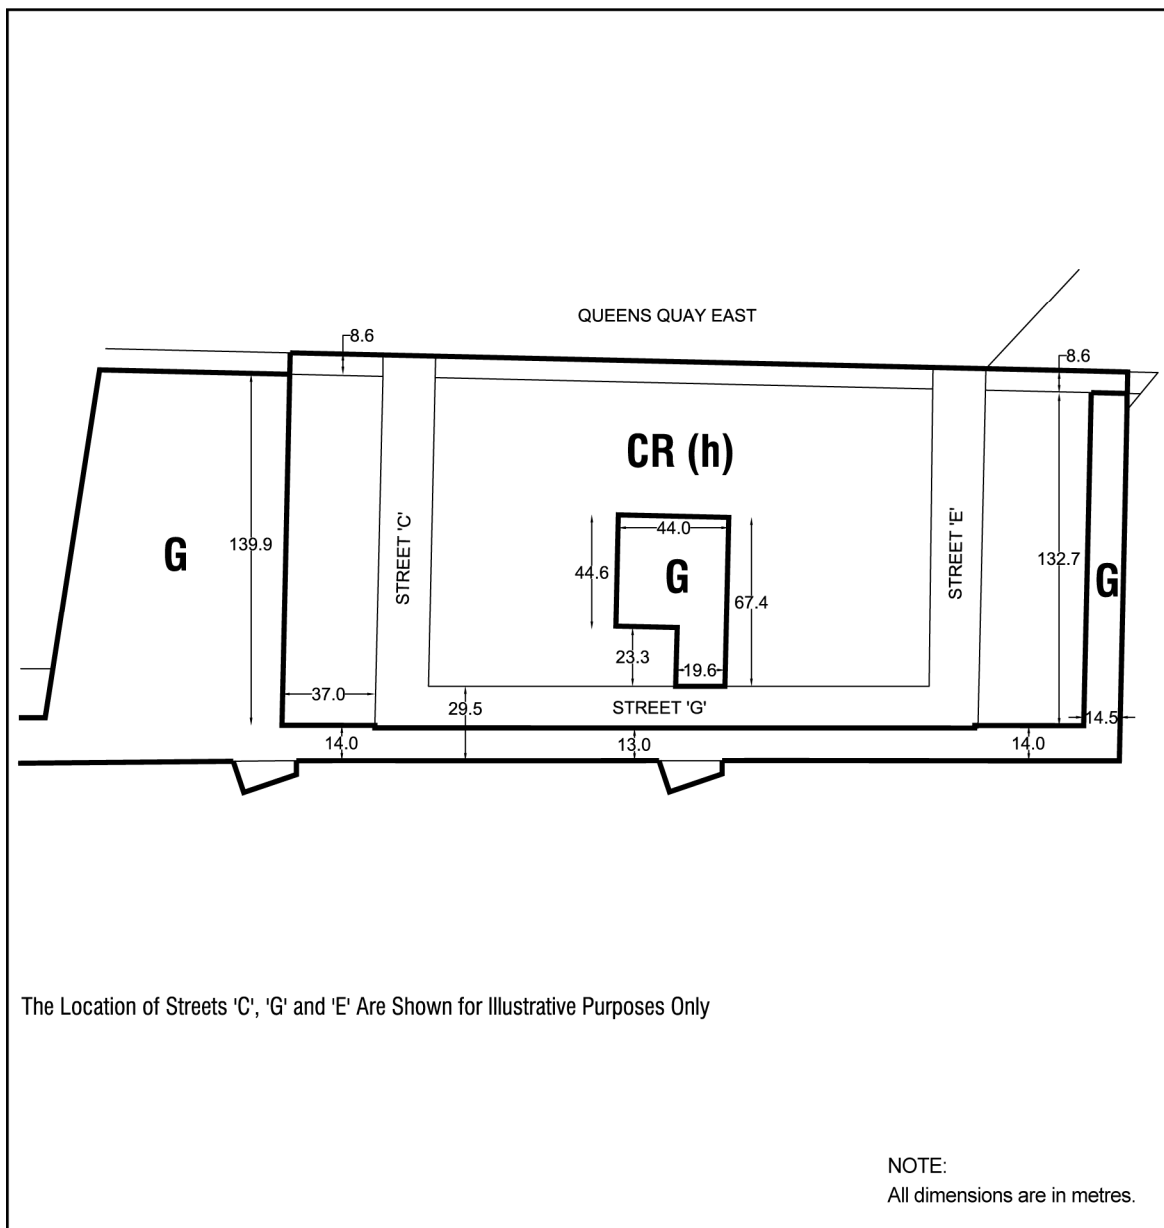 QUEENS QUAY EAST
8.6
8.6
CR (h)
STREET 'C'
STREET 'E'
44.0
139.9
G
44.6
G
132.7
G
67.4
23.3
19.6
37.0
29.5
STREET 'G'
14.5
14.0
13.0
14.0
The Location of Streets 'C', 'G' and 'E' Are Shown for Illustrative Purposes Only
NOTE:
All dimensions are in metres.